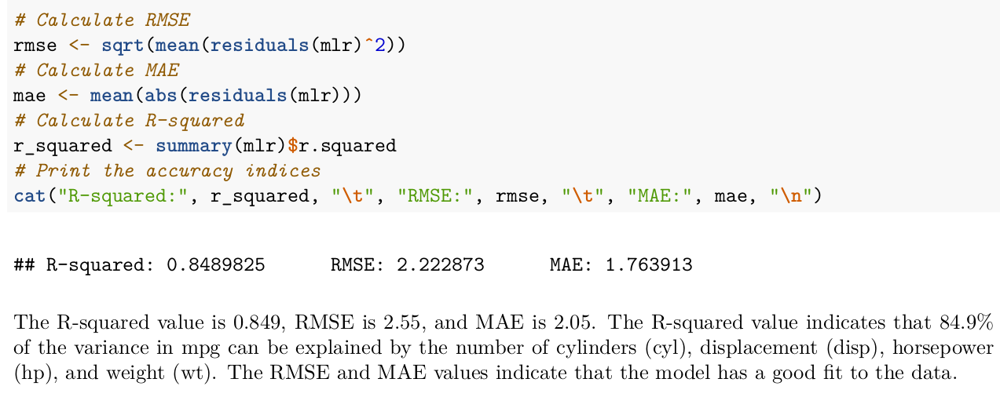 # Calculate RMSE
rmse <- sqrt(mean(residuals(mlr)^2))
# Calculate MAE
mae <- mean(abs(residuals(mlr)))
# Calculate R-squared
r_squared <- summary(mlr)$r.squared
# Print the accuracy indices
cat("R-squared:", r_squared, "\t", "RMSE:", rmse, "\t", "MAE:", mae, "\n")
## R-squared: 0.8489825 RMSE: 2.222873 MAE: 1.763913
The R-squared value is 0.849, RMSE is 2.55, and MAE is 2.05. The R-squared value indicates that 84.9%
of the variance in mpg can be explained by the number of cylinders (cyl), displacement (disp), horsepower
(hp), and weight (wt). The RMSE and MAE values indicate that the model has a good fit to the data.